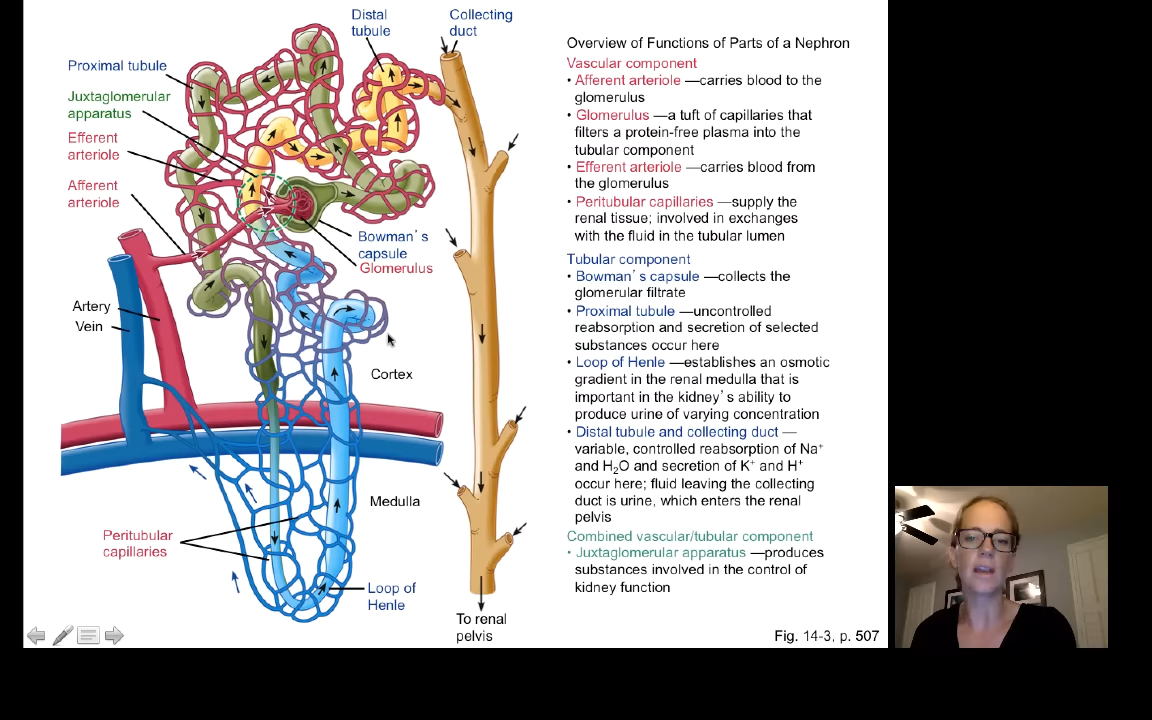 Distal
tubule
Collecting
duct
Proximal tubule
Juxtaglomerular
apparatus
Efferent
arteriole
Afferent
arteriole
Bowman's
capsule
Glomerulus
Artery
Vein
Cortex
Medulla
Peritubular
capillaries
Loop of
Henle
To renal
pelvis
Overview of Functions of Parts of a Nephron
Vascular component
• Afferent arteriole —carries blood to the
glomerulus
• Glomerulus —a tuft of capillaries that
filters a protein-free plasma into the
tubular component
• Efferent arteriole —carries blood from
the glomerulus
• Peritubular capillaries —supply the
renal tissue; involved in exchanges
with the fluid in the tubular lumen
Tubular component
• Bowman's capsule —collects the
glomerular filtrate
• Proximal tubule —uncontrolled
reabsorption and secretion of selected
substances occur here
• Loop of Henle —establishes an osmotic
gradient in the renal medulla that is
important in the kidney's ability to
produce urine of varying concentration
• Distal tubule and collecting duct —
variable, controlled reabsorption of Na⁺
and H₂O and secretion of K⁺ and H⁺
occur here; fluid leaving the collecting
duct is urine, which enters the renal
pelvis
Combined vascular/tubular component
• Juxtaglomerular apparatus —produces
substances involved in the control of
kidney function
Fig. 14-3, p. 507